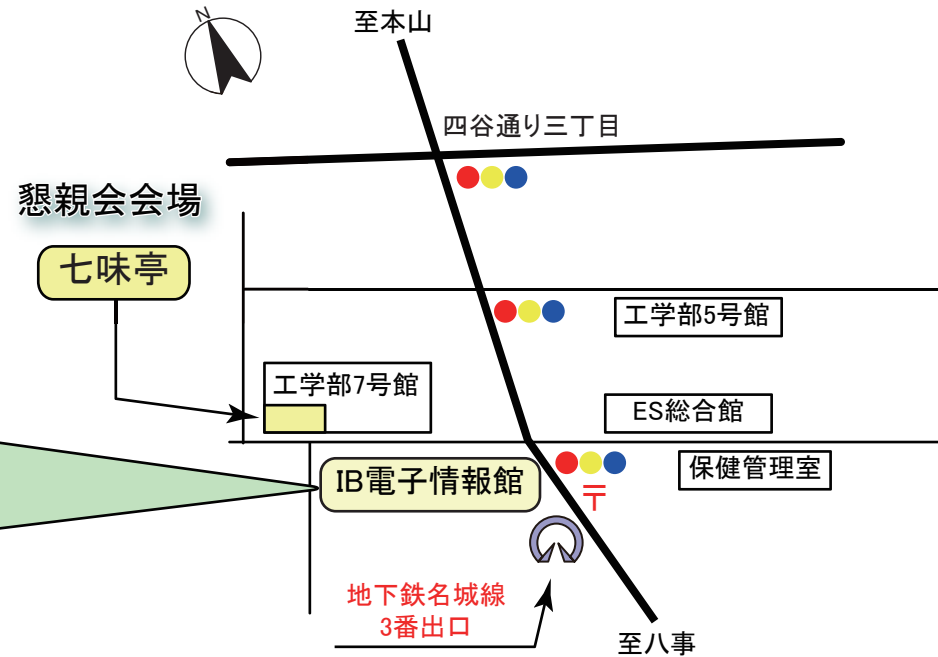 N
至本山
四谷通り三丁目
懇親会会場
七味亭
工学部5号館
工学部7号館
ES総合館
IB電子情報館
保健管理室
〒
地下鉄名城線
3番出口
至八事